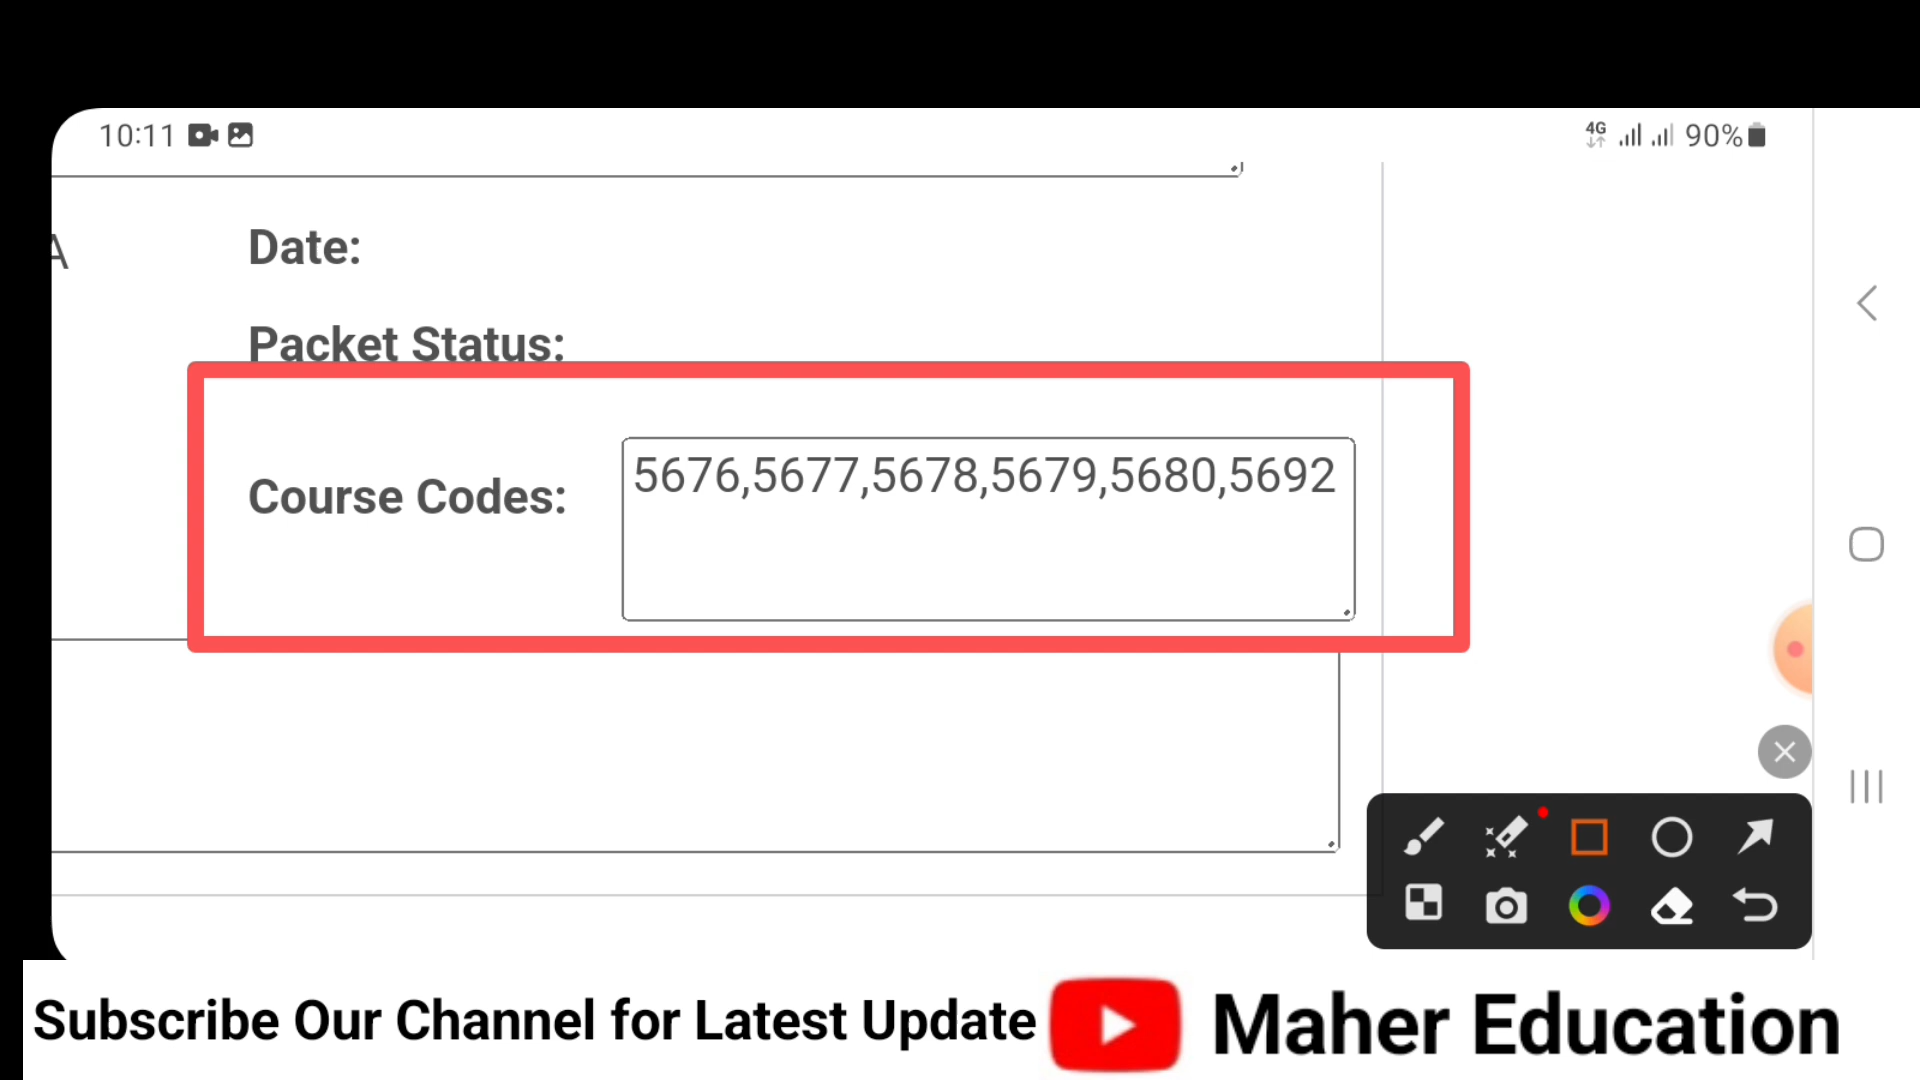 10:11
4G
90%
A
Date:
Packet Status:
Course Codes:
5676,5677,5678,5679,5680,5692
Subscribe Our Channel for Latest Update
Maher Education